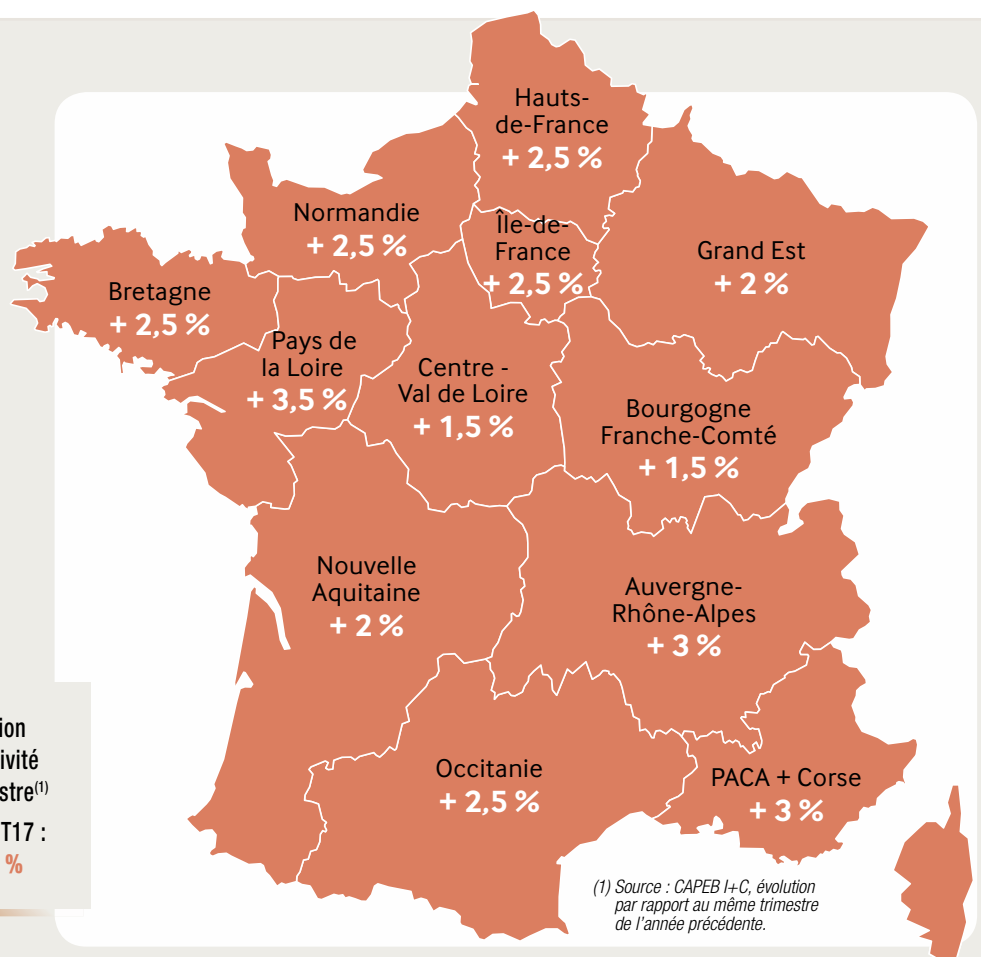 Hauts-
de-France
+ 2,5 %
Normandie
+ 2,5 %
Île-de-
France
+ 2,5 %
Grand Est
+ 2 %
Bretagne
+ 2,5 %
Pays de
la Loire
+ 3,5 %
Centre -
Val de Loire
+ 1,5 %
Bourgogne
Franche-Comté
+ 1,5 %
Nouvelle
Aquitaine
+ 2 %
Auvergne-
Rhône-Alpes
+ 3 %
Occitanie
+ 2,5 %
PACA + Corse
+ 3 %
ion
ivité
stre(1)
T17 :
%
(1) Source : CAPEB I+C, évolution
par rapport au même trimestre
de l'année précédente.